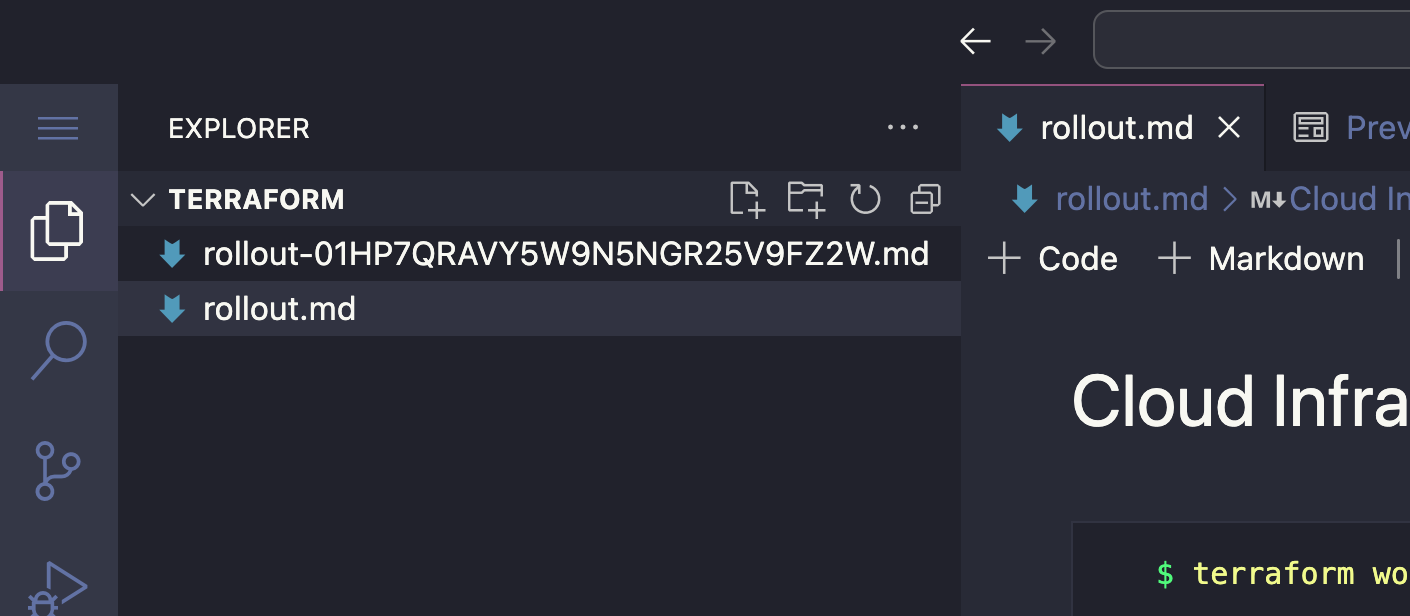 EXPLORER
···
TERRAFORM
rollout-01HP7QRAVY5W9N5NGR25V9FZ2W.md
rollout.md
rollout.md
Prev
rollout.md > M↓ Cloud In
+ Code + Markdown
Cloud Infra
$ terraform wo